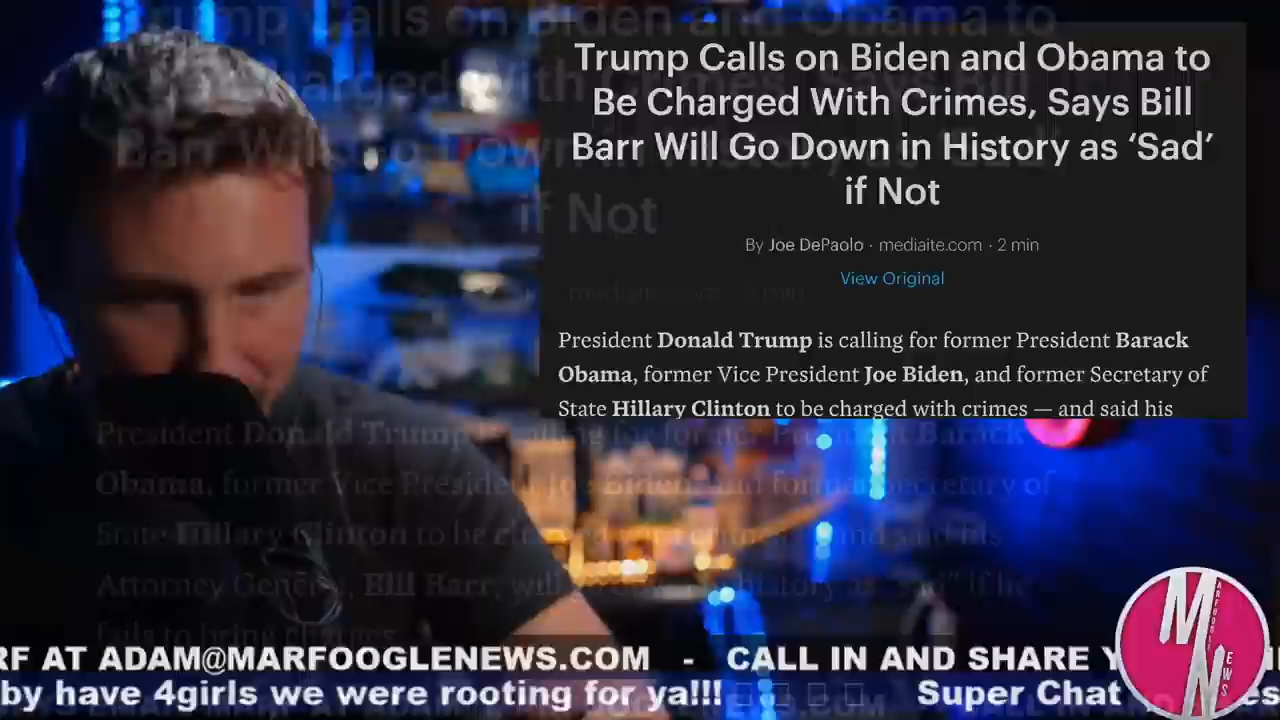 Trump Calls on Biden and Obama to
Be Charged With Crimes, Says Bill
Barr Will Go Down in History as ‘Sad’
if Not
By Joe DePaolo · mediaite.com · 2 min
View Original
President Donald Trump is calling for former President Barack
Obama, former Vice President Joe Biden, and former Secretary of
State Hillary Clinton to be charged with crimes — and said his
RF AT ADAM@MARFOOGLENEWS.COM - CALL IN AND SHARE
by have 4girls we were rooting for ya!!! Super Chat
MN
MARFOOGLE
NEWS